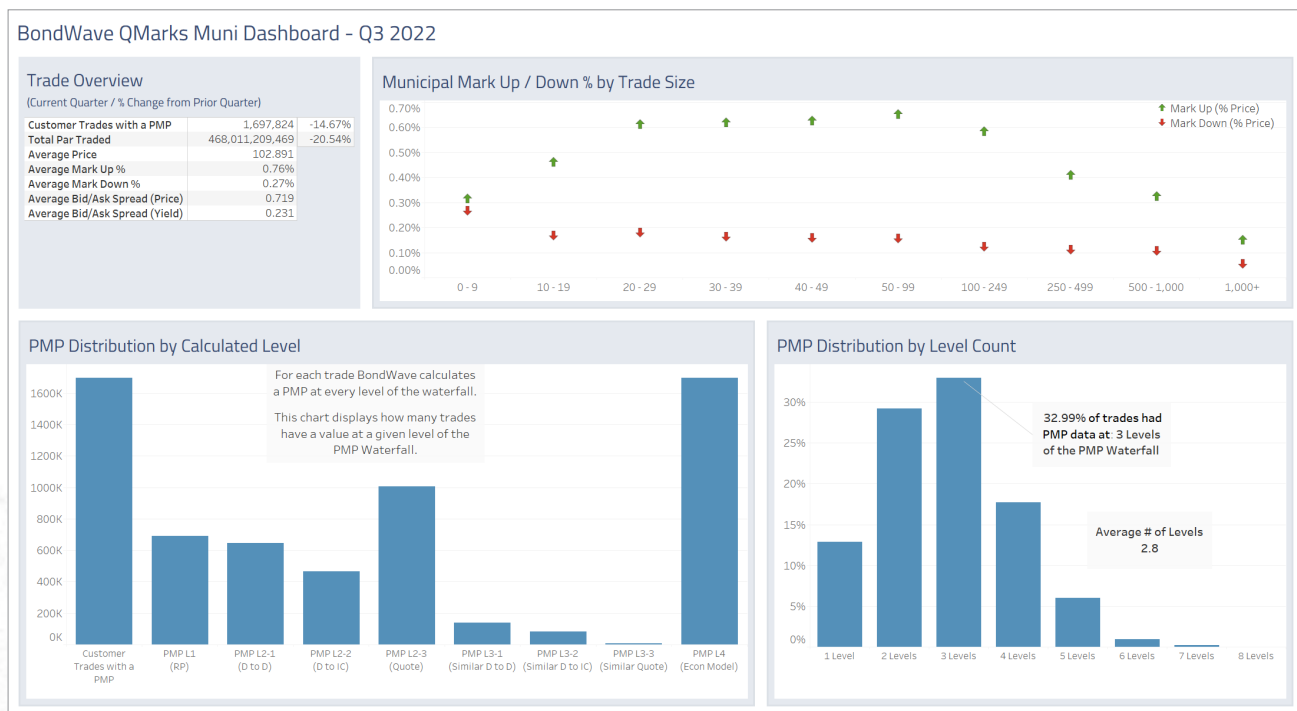 BondWave QMarks Muni Dashboard - Q3 2022
Trade Overview
(Current Quarter / % Change from Prior Quarter)
Customer Trades with a PMP 1,697,824 -14.67%
Total Par Traded 468,011,209,469 -20.54%
Average Price 102.891
Average Mark Up % 0.76%
Average Mark Down % 0.27%
Average Bid/Ask Spread (Price) 0.719
Average Bid/Ask Spread (Yield) 0.231
Municipal Mark Up / Down % by Trade Size
0.70%
0.60%
0.50%
0.40%
0.30%
0.20%
0.10%
0.00%
Mark Up (% Price)
Mark Down (% Price)
0 - 9 10 - 19 20 - 29 30 - 39 40 - 49 50 - 99 100 - 249 250 - 499 500 - 1,000 1,000+
PMP Distribution by Calculated Level
For each trade BondWave calculates
a PMP at every level of the waterfall.
This chart displays how many trades
have a value at a given level of the
PMP Waterfall.
1600K
1400K
1200K
1000K
800K
600K
400K
200K
0K
Customer
Trades with a
PMP
PMP L1
(RP)
PMP L2-1
(D to D)
PMP L2-2
(D to IC)
PMP L2-3
(Quote)
PMP L3-1
(Similar D to D)
PMP L3-2
(Similar D to IC)
PMP L3-3
(Similar Quote)
PMP L4
(Econ Model)
PMP Distribution by Level Count
30%
25%
20%
15%
10%
5%
0%
32.99% of trades had
PMP data at: 3 Levels
of the PMP Waterfall
Average # of Levels
2.8
1 Level 2 Levels 3 Levels 4 Levels 5 Levels 6 Levels 7 Levels 8 Levels